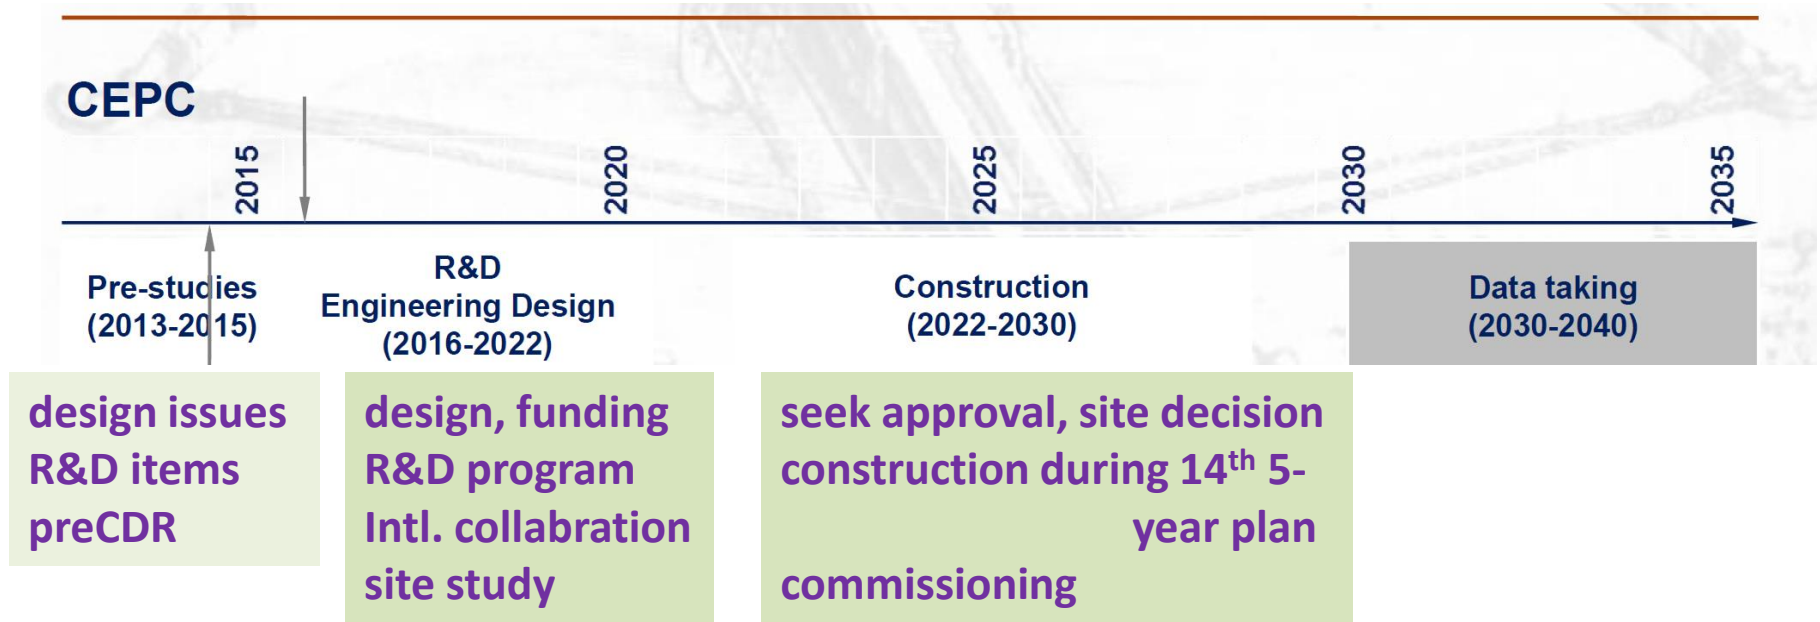 CEPC
2015
2020
2025
2030
2035
Pre-studies
(2013-2015)
R&D
Engineering Design
(2016-2022)
Construction
(2022-2030)
Data taking
(2030-2040)
design issues
R&D items
preCDR
design, funding
R&D program
Intl. collabration
site study
seek approval, site decision
construction during 14th 5-
year plan
commissioning